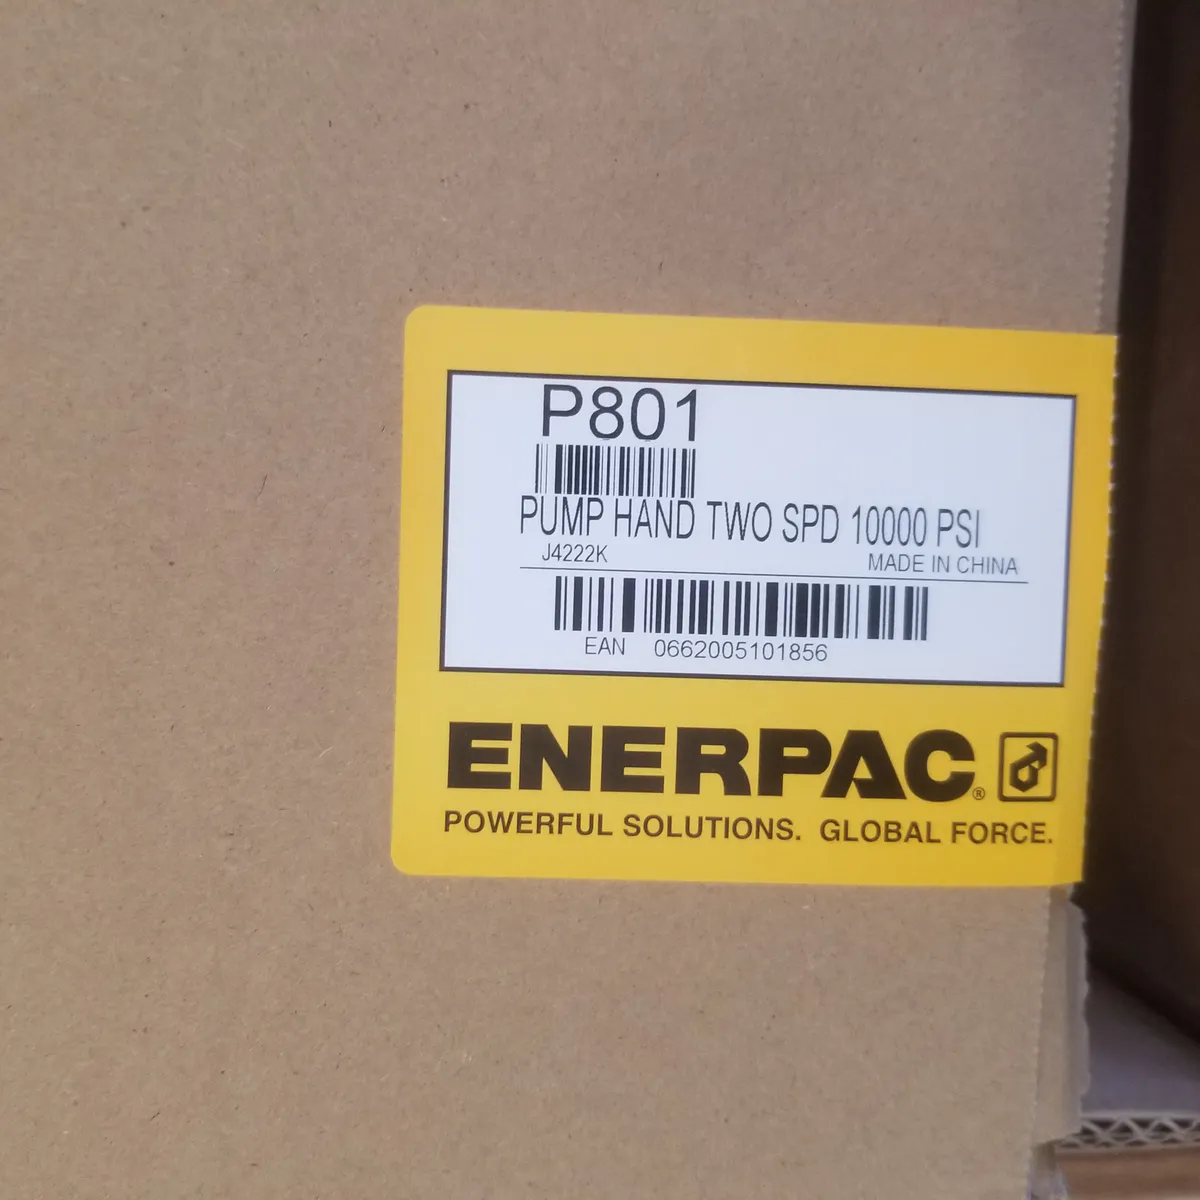 P801
PUMP HAND TWO SPD 10000 PSI
J4222K MADE IN CHINA
EAN 0662005101856
ENERPAC®
POWERFUL SOLUTIONS. GLOBAL FORCE.